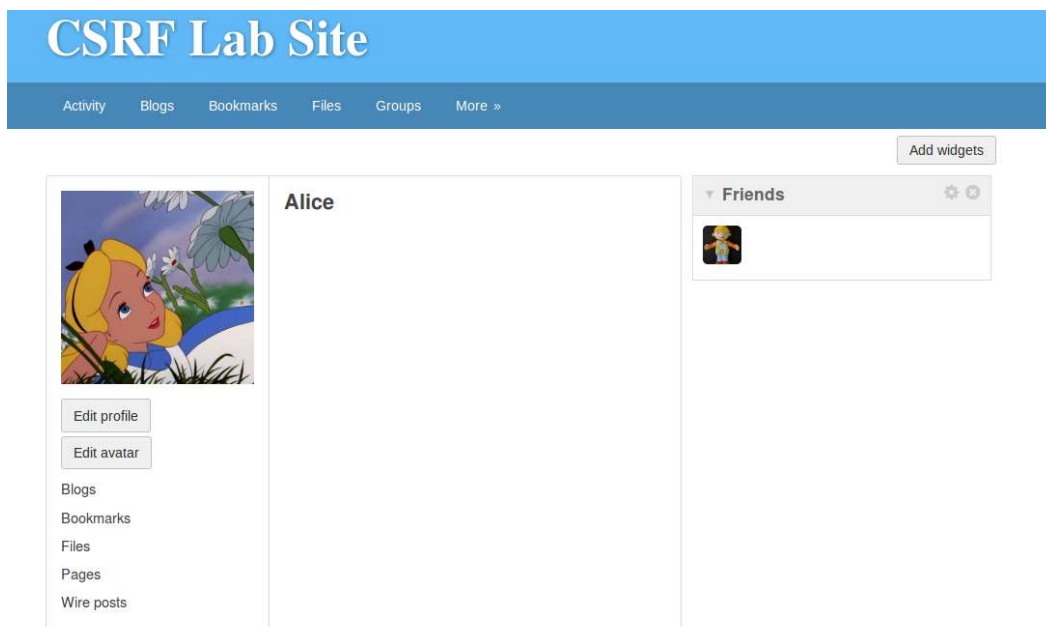 CSRF Lab Site
Activity Blogs Bookmarks Files Groups More »
Add widgets
Alice
Friends
Edit profile
Edit avatar
Blogs
Bookmarks
Files
Pages
Wire posts